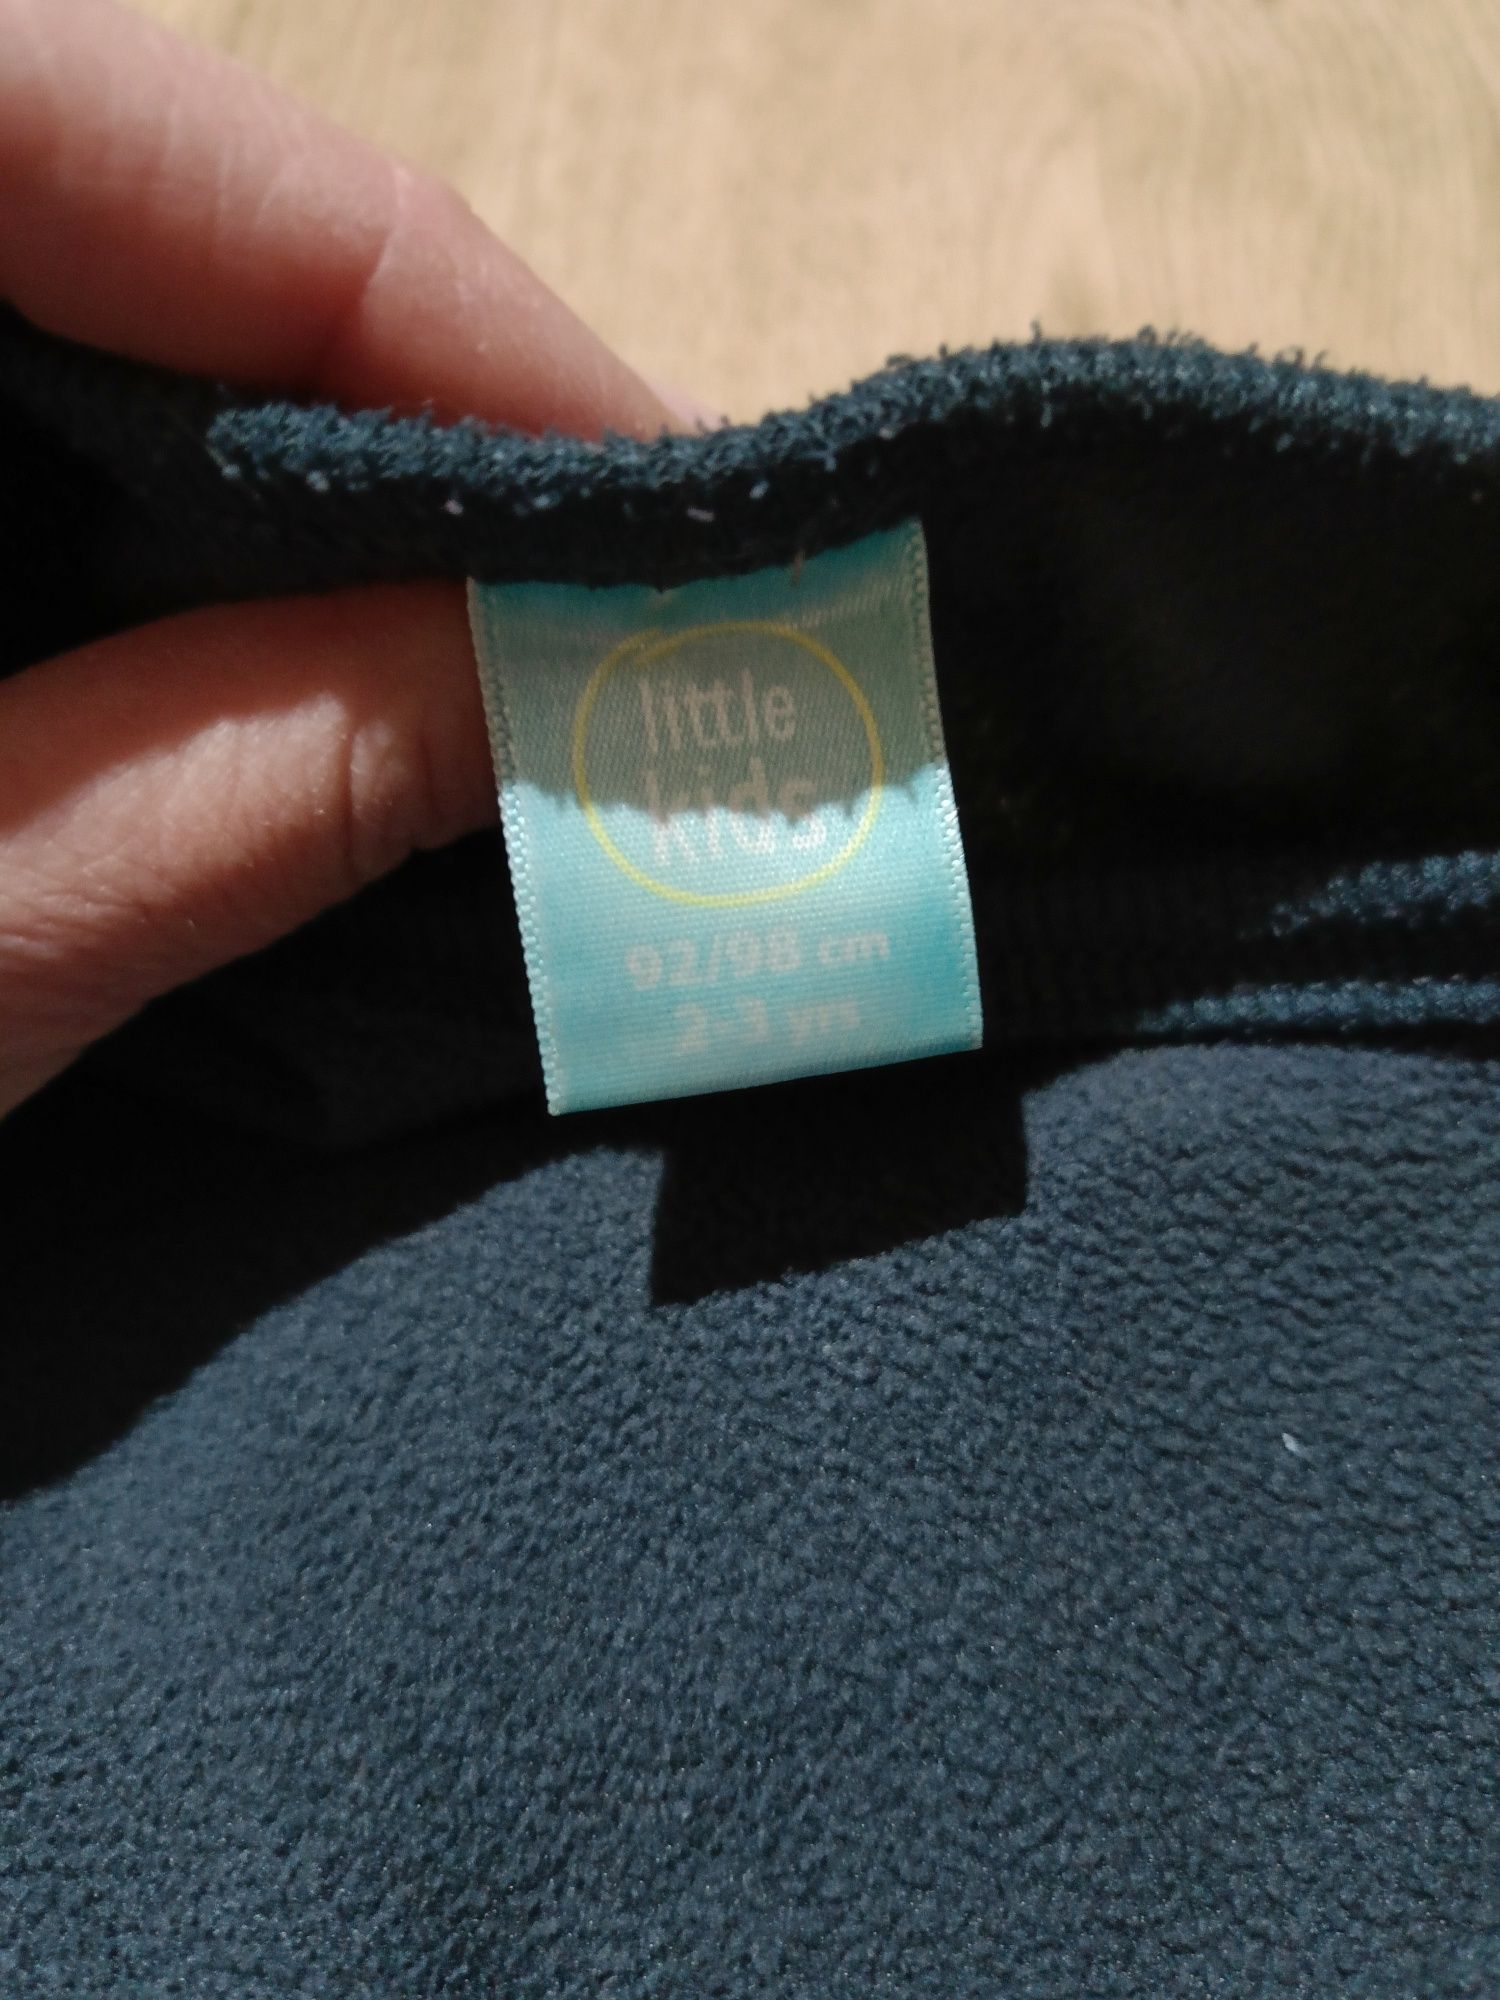 little
kids
92/98 cm
2-3 yrs